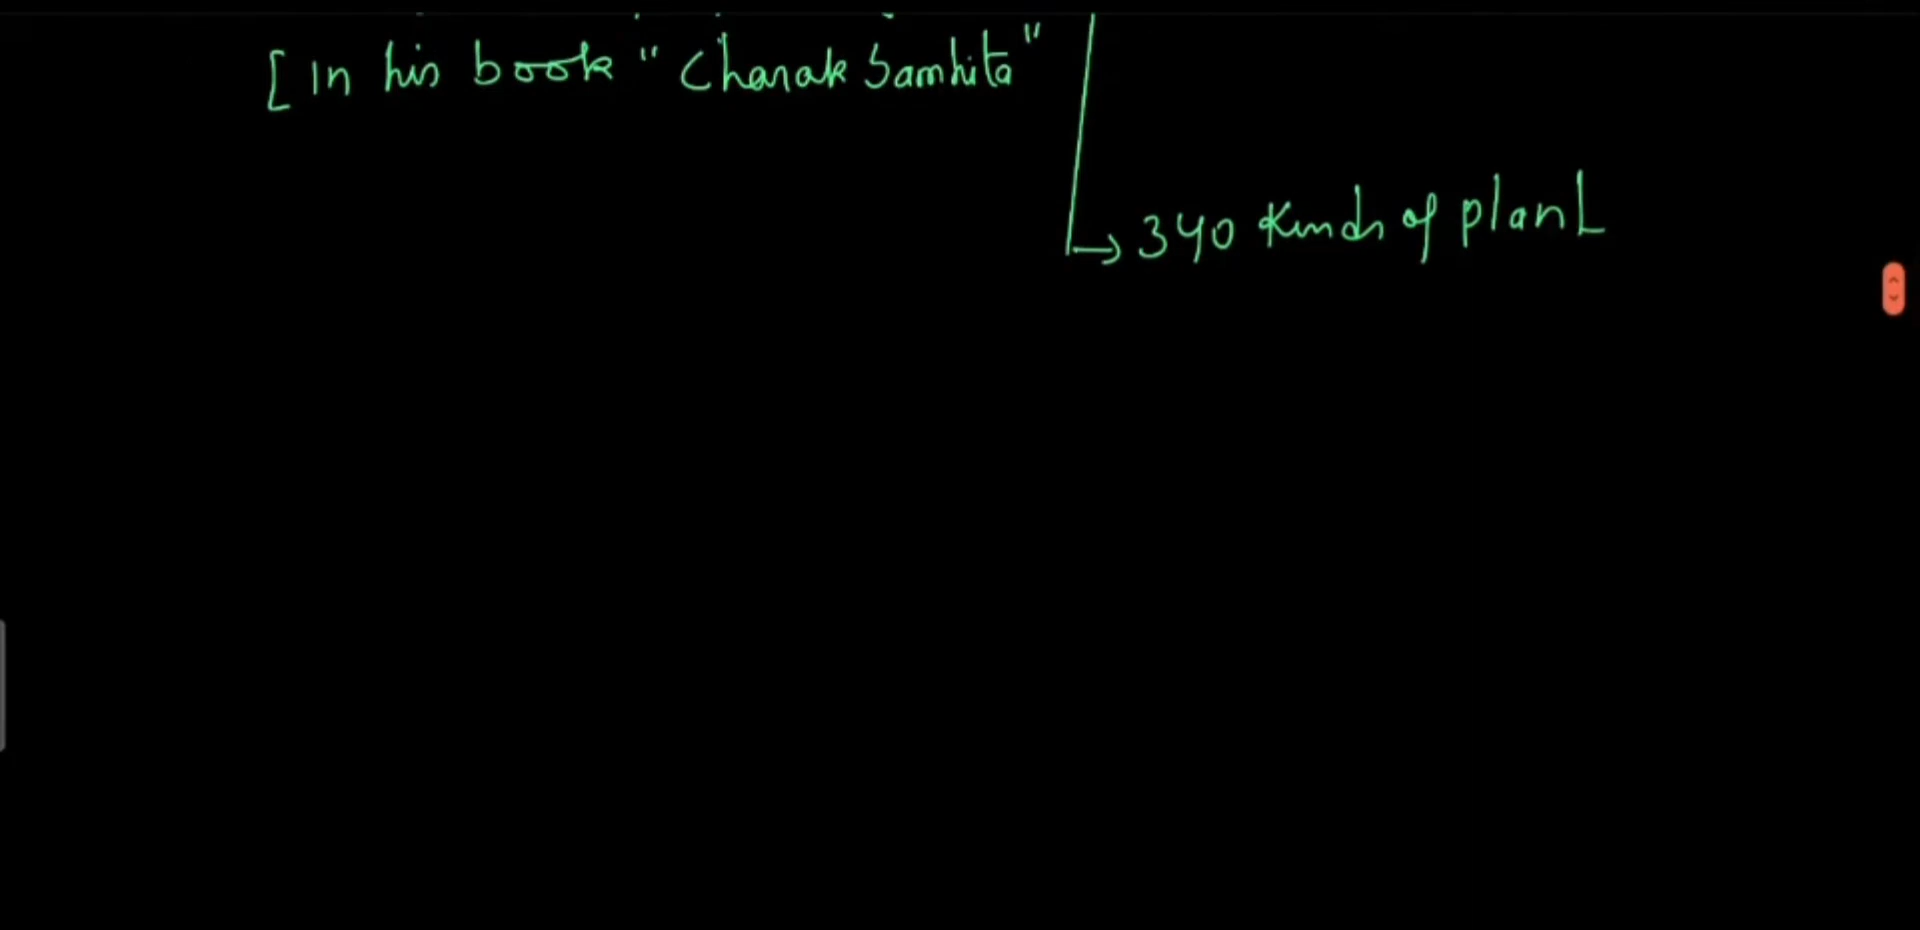 [ In his book "Charak Samhita"
→ 340 kinds of plant